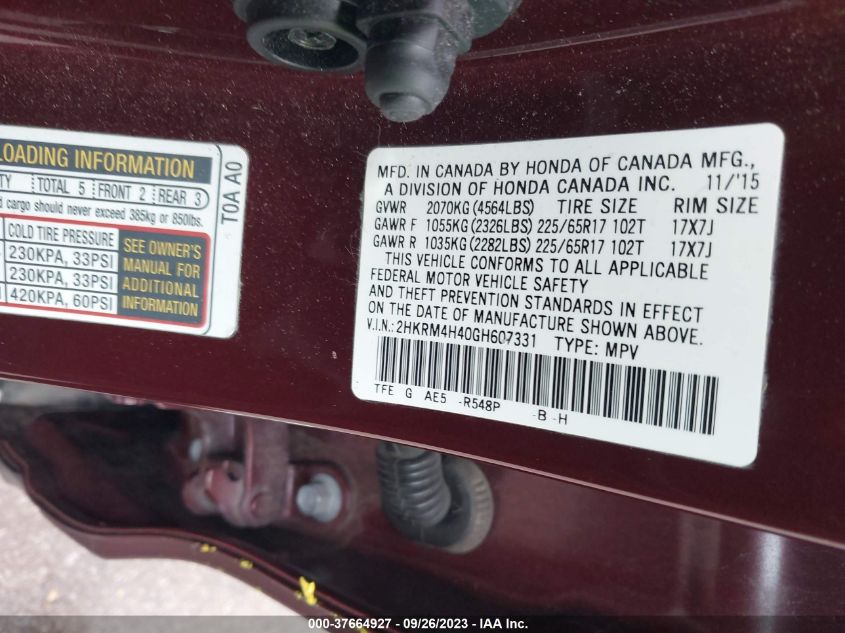 LOADING INFORMATION
TOTAL 5 FRONT 2 REAR 3
cargo should never exceed 385kg or 850lbs.
COLD TIRE PRESSURE
230KPA, 33PSI
230KPA, 33PSI
420KPA, 60PSI
SEE OWNER'S
MANUAL FOR
ADDITIONAL
INFORMATION
T0A A0
MFD. IN CANADA BY HONDA OF CANADA MFG.,
A DIVISION OF HONDA CANADA INC. 11/'15
GVWR 2070KG (4564LBS) TIRE SIZE RIM SIZE
GAWR F 1055KG (2326LBS) 225/65R17 102T 17X7J
GAWR R 1035KG (2282LBS) 225/65R17 102T 17X7J
THIS VEHICLE CONFORMS TO ALL APPLICABLE
FEDERAL MOTOR VEHICLE SAFETY
AND THEFT PREVENTION STANDARDS IN EFFECT
ON THE DATE OF MANUFACTURE SHOWN ABOVE.
V.I.N.: 2HKRM4H40GH607331 TYPE: MPV
TFE G AE5 -R548P -B -H
000-37664927 - 09/26/2023 - IAA Inc.